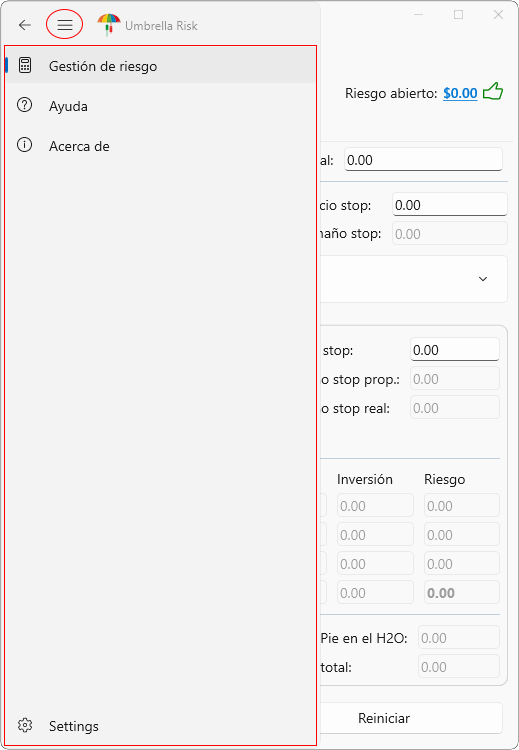 Umbrella Risk
Gestión de riesgo
Ayuda
Acerca de
Settings
Riesgo abierto: $0.00
al: 0.00
cio stop: 0.00
maño stop: 0.00
stop: 0.00
o stop prop.: 0.00
o stop real: 0.00
Inversión Riesgo
0.00 0.00
0.00 0.00
0.00 0.00
0.00 0.00
Pie en el H2O: 0.00
total: 0.00
Reiniciar